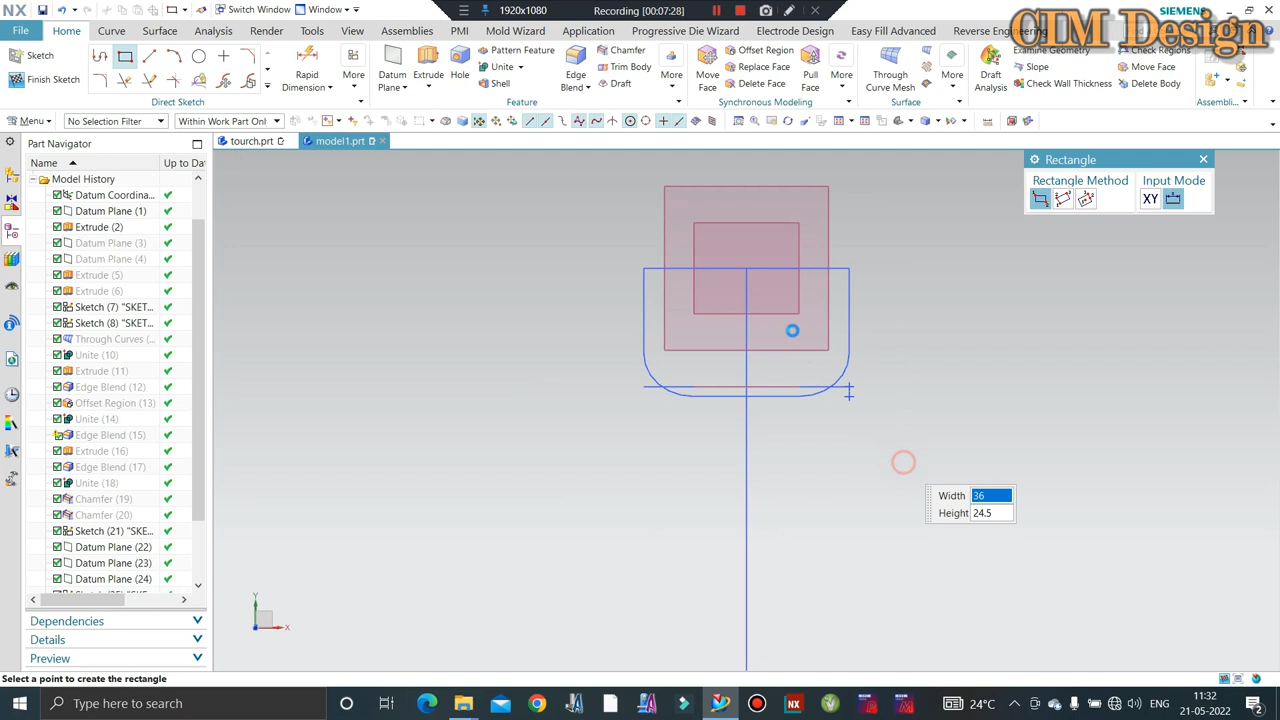 NX
Switch Window
Window
1920x1080
Recording [00:07:28]
SIEMENS
CIM Design
File
Home
Curve
Surface
Analysis
Render
Tools
View
Assemblies
PMI
Mold Wizard
Application
Progressive Die Wizard
Electrode Design
Easy Fill Advanced
Reverse Engineering
Sketch
Finish Sketch
Rapid Dimension
More
Direct Sketch
Datum Plane
Extrude
Hole
Pattern Feature
Unite
Shell
Edge Blend
Chamfer
Trim Body
Draft
More
Feature
Move Face
Offset Region
Replace Face
Delete Face
Pull Face
More
Synchronous Modeling
Through Curve Mesh
More
Surface
Draft Analysis
Examine Geometry
Slope
Check Wall Thickness
Check Regions
Move Face
Delete Body
Assembli...
Menu
No Selection Filter
Within Work Part Only
Part Navigator
tourch.prt
model1.prt
Name
Up to Da
Model History
Datum Coordina...
Datum Plane (1)
Extrude (2)
Datum Plane (3)
Datum Plane (4)
Extrude (5)
Extrude (6)
Sketch (7) "SKET...
Sketch (8) "SKET...
Through Curves (...
Unite (10)
Extrude (11)
Edge Blend (12)
Offset Region (13)
Unite (14)
Edge Blend (15)
Extrude (16)
Edge Blend (17)
Unite (18)
Chamfer (19)
Chamfer (20)
Sketch (21) "SKE...
Datum Plane (22)
Datum Plane (23)
Datum Plane (24)
Dependencies
Details
Preview
Rectangle
Rectangle Method
Input Mode
XY
Width 36
Height 24.5
Y
X
Select a point to create the rectangle
Type here to search
24°C
ENG
11:32
21-05-2022
2